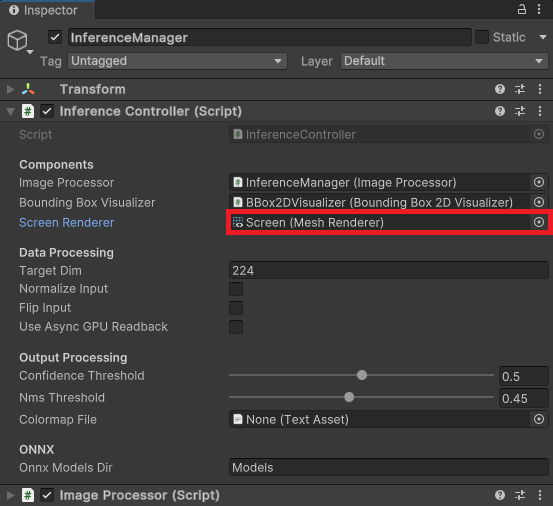 Inspector
InferenceManager Static
Tag Untagged Layer Default
Transform
# Inference Controller (Script)
Script # InferenceController
Components
Image Processor # InferenceManager (Image Processor)
Bounding Box Visualizer # BBox2DVisualizer (Bounding Box 2D Visualizer)
Screen Renderer Screen (Mesh Renderer)
Data Processing
Target Dim 224
Normalize Input
Flip Input
Use Async GPU Readback
Output Processing
Confidence Threshold 0.5
Nms Threshold 0.45
Colormap File None (Text Asset)
ONNX
Onnx Models Dir Models
# Image Processor (Script)